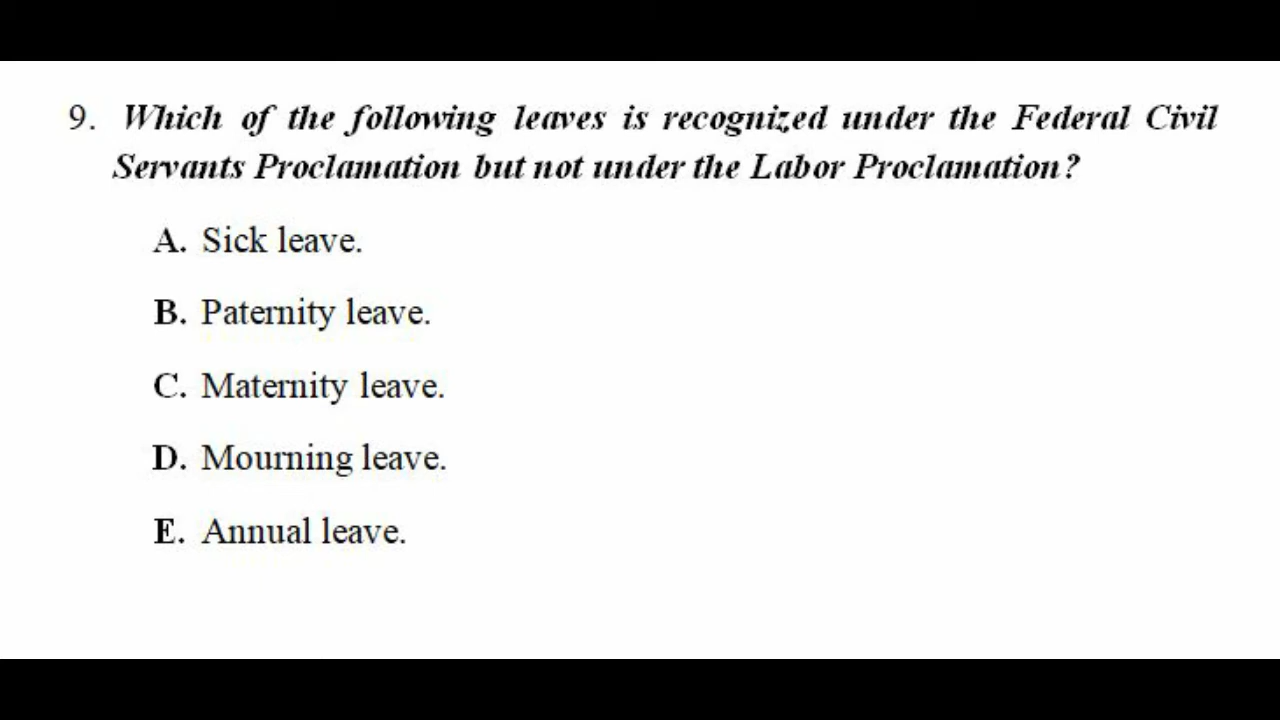 9. Which of the following leaves is recognized under the Federal Civil
Servants Proclamation but not under the Labor Proclamation?
A. Sick leave.
B. Paternity leave.
C. Maternity leave.
D. Mourning leave.
E. Annual leave.